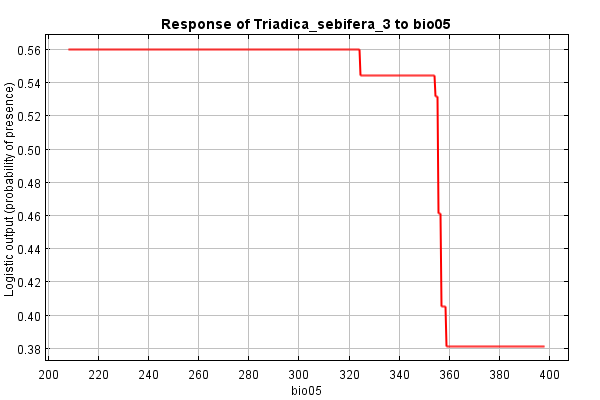 Response of Triadica_sebifera_3 to bio05
Logistic output (probability of presence)
0.56
0.54
0.52
0.50
0.48
0.46
0.44
0.42
0.40
0.38
200 220 240 260 280 300 320 340 360 380 400
bio05